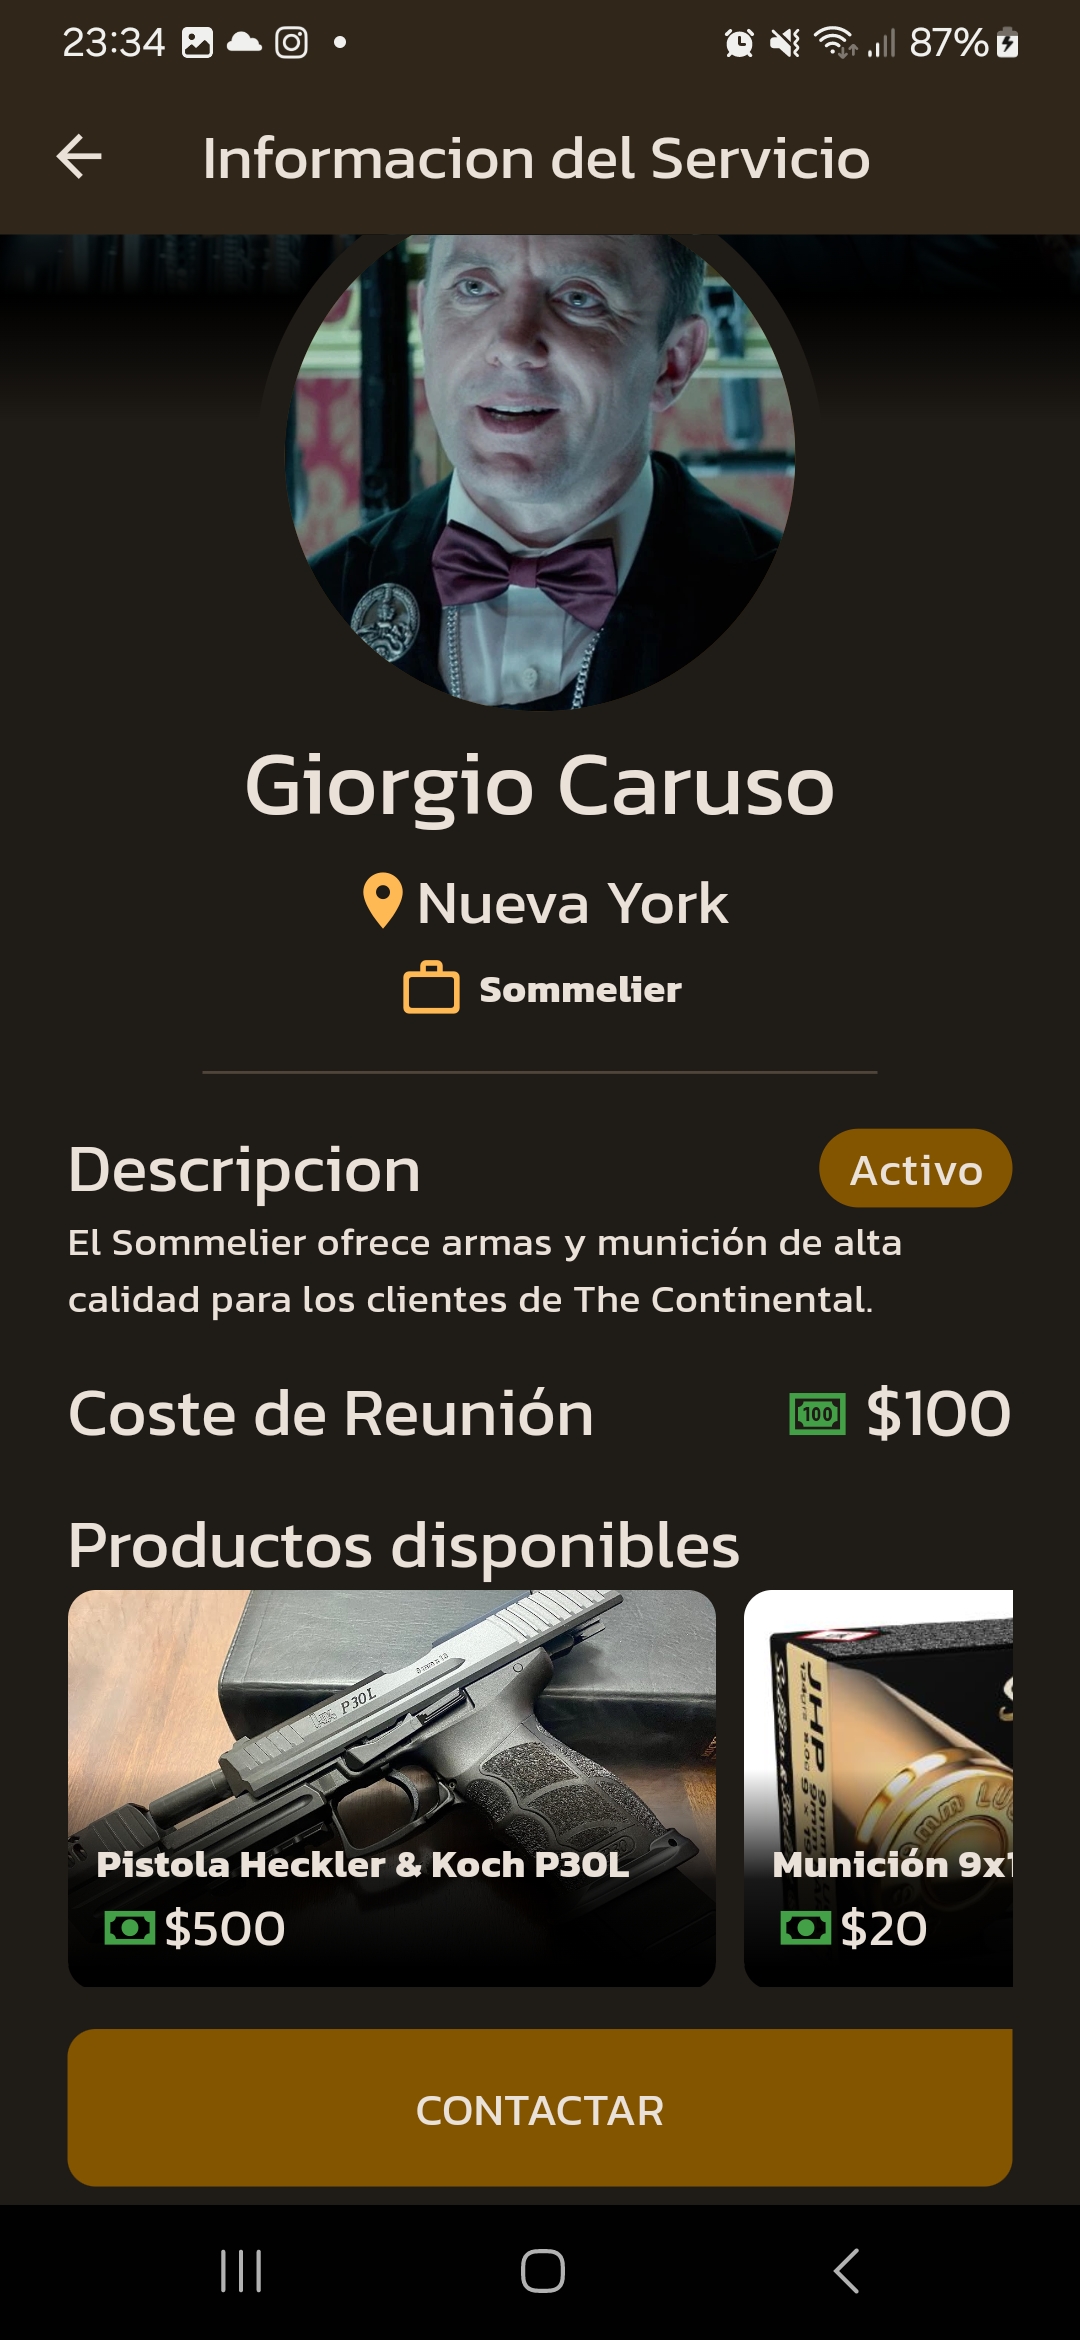 23:34
87%
Informacion del Servicio
Giorgio Caruso
Nueva York
Sommelier
Descripcion
Activo
El Sommelier ofrece armas y munición de alta
calidad para los clientes de The Continental.
Coste de Reunión
100
$100
Productos disponibles
P30L
JHP
Pistola Heckler & Koch P30L
$500
Munición 9x1
$20
CONTACTAR